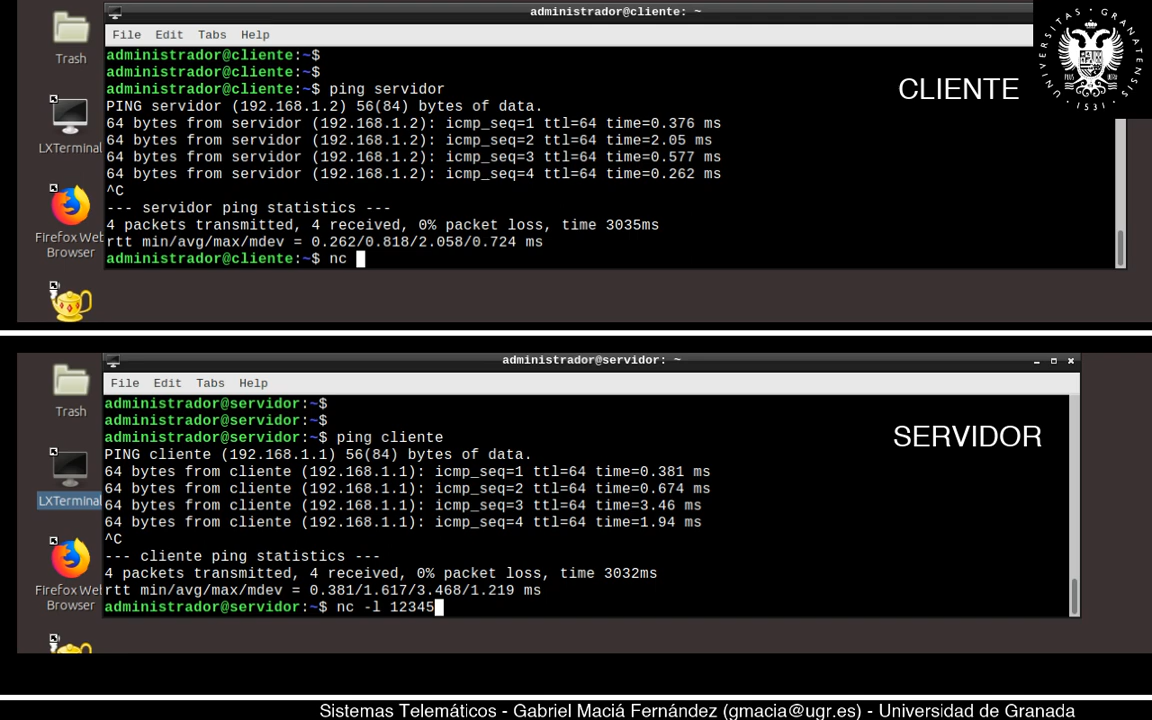 administrador@cliente: ~
File Edit Tabs Help
administrador@cliente:~$
administrador@cliente:~$
administrador@cliente:~$ ping servidor
PING servidor (192.168.1.2) 56(84) bytes of data.
64 bytes from servidor (192.168.1.2): icmp_seq=1 ttl=64 time=0.376 ms
64 bytes from servidor (192.168.1.2): icmp_seq=2 ttl=64 time=2.05 ms
64 bytes from servidor (192.168.1.2): icmp_seq=3 ttl=64 time=0.577 ms
64 bytes from servidor (192.168.1.2): icmp_seq=4 ttl=64 time=0.262 ms
^C
--- servidor ping statistics ---
4 packets transmitted, 4 received, 0% packet loss, time 3035ms
rtt min/avg/max/mdev = 0.262/0.818/2.058/0.724 ms
administrador@cliente:~$ nc
Trash
LXTerminal
Firefox Web
Browser
CLIENTE
UNIVERSITAS GRANATENSIS
1531
administrador@servidor: ~
File Edit Tabs Help
administrador@servidor:~$
administrador@servidor:~$
administrador@servidor:~$ ping cliente
PING cliente (192.168.1.1) 56(84) bytes of data.
64 bytes from cliente (192.168.1.1): icmp_seq=1 ttl=64 time=0.381 ms
64 bytes from cliente (192.168.1.1): icmp_seq=2 ttl=64 time=0.674 ms
64 bytes from cliente (192.168.1.1): icmp_seq=3 ttl=64 time=3.46 ms
64 bytes from cliente (192.168.1.1): icmp_seq=4 ttl=64 time=1.94 ms
^C
--- cliente ping statistics ---
4 packets transmitted, 4 received, 0% packet loss, time 3032ms
rtt min/avg/max/mdev = 0.381/1.617/3.468/1.219 ms
administrador@servidor:~$ nc -l 12345
Trash
LXTerminal
Firefox Web
Browser
SERVIDOR
Sistemas Telemáticos - Gabriel Maciá Fernández (gmacia@ugr.es) - Universidad de Granada